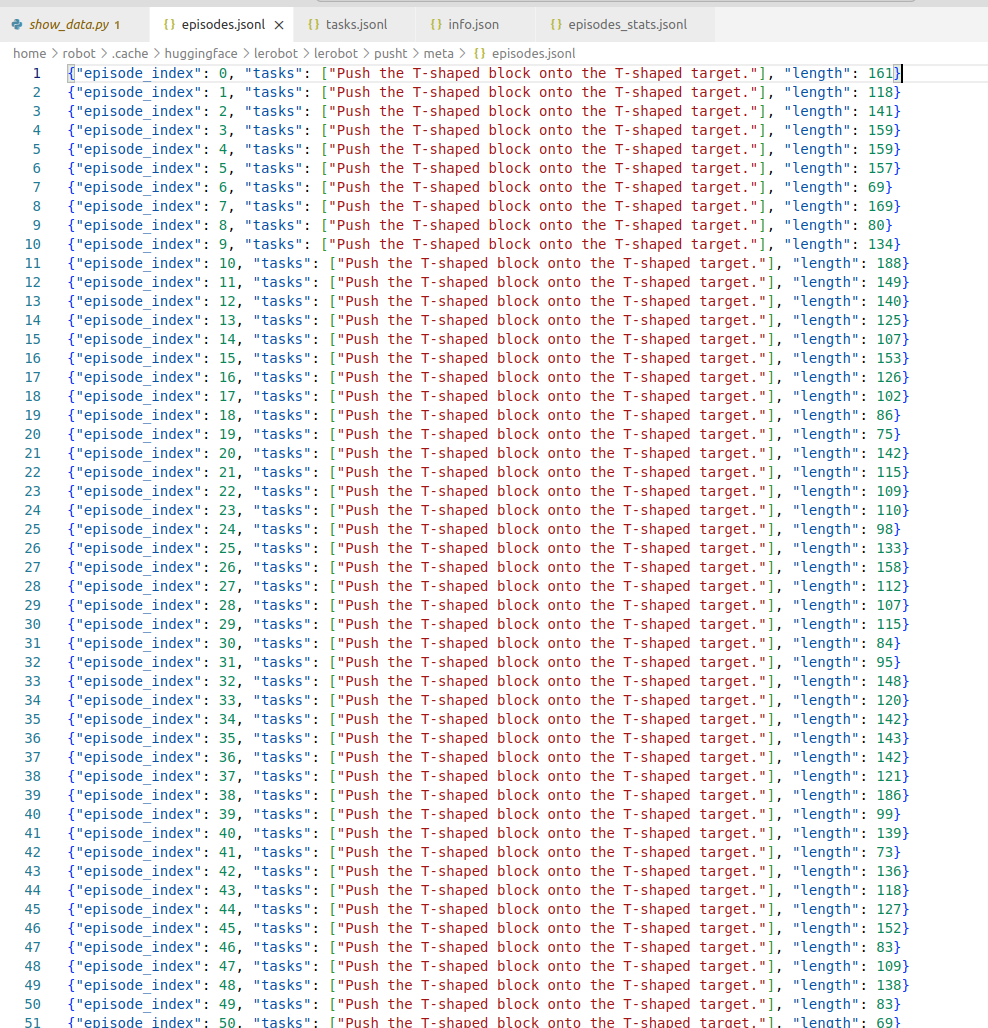 show_data.py 1 {} episodes.jsonl × {} tasks.jsonl {} info.json {} episodes_stats.jsonl
home > robot > .cache > huggingface > lerobot > lerobot > pusht > meta > {} episodes.jsonl
1 {"episode_index": 0, "tasks": ["Push the T-shaped block onto the T-shaped target."], "length": 161}
2 {"episode_index": 1, "tasks": ["Push the T-shaped block onto the T-shaped target."], "length": 118}
3 {"episode_index": 2, "tasks": ["Push the T-shaped block onto the T-shaped target."], "length": 141}
4 {"episode_index": 3, "tasks": ["Push the T-shaped block onto the T-shaped target."], "length": 159}
5 {"episode_index": 4, "tasks": ["Push the T-shaped block onto the T-shaped target."], "length": 159}
6 {"episode_index": 5, "tasks": ["Push the T-shaped block onto the T-shaped target."], "length": 157}
7 {"episode_index": 6, "tasks": ["Push the T-shaped block onto the T-shaped target."], "length": 69}
8 {"episode_index": 7, "tasks": ["Push the T-shaped block onto the T-shaped target."], "length": 169}
9 {"episode_index": 8, "tasks": ["Push the T-shaped block onto the T-shaped target."], "length": 80}
10 {"episode_index": 9, "tasks": ["Push the T-shaped block onto the T-shaped target."], "length": 134}
11 {"episode_index": 10, "tasks": ["Push the T-shaped block onto the T-shaped target."], "length": 188}
12 {"episode_index": 11, "tasks": ["Push the T-shaped block onto the T-shaped target."], "length": 149}
13 {"episode_index": 12, "tasks": ["Push the T-shaped block onto the T-shaped target."], "length": 140}
14 {"episode_index": 13, "tasks": ["Push the T-shaped block onto the T-shaped target."], "length": 125}
15 {"episode_index": 14, "tasks": ["Push the T-shaped block onto the T-shaped target."], "length": 107}
16 {"episode_index": 15, "tasks": ["Push the T-shaped block onto the T-shaped target."], "length": 153}
17 {"episode_index": 16, "tasks": ["Push the T-shaped block onto the T-shaped target."], "length": 126}
18 {"episode_index": 17, "tasks": ["Push the T-shaped block onto the T-shaped target."], "length": 102}
19 {"episode_index": 18, "tasks": ["Push the T-shaped block onto the T-shaped target."], "length": 86}
20 {"episode_index": 19, "tasks": ["Push the T-shaped block onto the T-shaped target."], "length": 75}
21 {"episode_index": 20, "tasks": ["Push the T-shaped block onto the T-shaped target."], "length": 142}
22 {"episode_index": 21, "tasks": ["Push the T-shaped block onto the T-shaped target."], "length": 115}
23 {"episode_index": 22, "tasks": ["Push the T-shaped block onto the T-shaped target."], "length": 109}
24 {"episode_index": 23, "tasks": ["Push the T-shaped block onto the T-shaped target."], "length": 110}
25 {"episode_index": 24, "tasks": ["Push the T-shaped block onto the T-shaped target."], "length": 98}
26 {"episode_index": 25, "tasks": ["Push the T-shaped block onto the T-shaped target."], "length": 133}
27 {"episode_index": 26, "tasks": ["Push the T-shaped block onto the T-shaped target."], "length": 158}
28 {"episode_index": 27, "tasks": ["Push the T-shaped block onto the T-shaped target."], "length": 112}
29 {"episode_index": 28, "tasks": ["Push the T-shaped block onto the T-shaped target."], "length": 107}
30 {"episode_index": 29, "tasks": ["Push the T-shaped block onto the T-shaped target."], "length": 115}
31 {"episode_index": 30, "tasks": ["Push the T-shaped block onto the T-shaped target."], "length": 84}
32 {"episode_index": 31, "tasks": ["Push the T-shaped block onto the T-shaped target."], "length": 95}
33 {"episode_index": 32, "tasks": ["Push the T-shaped block onto the T-shaped target."], "length": 148}
34 {"episode_index": 33, "tasks": ["Push the T-shaped block onto the T-shaped target."], "length": 120}
35 {"episode_index": 34, "tasks": ["Push the T-shaped block onto the T-shaped target."], "length": 142}
36 {"episode_index": 35, "tasks": ["Push the T-shaped block onto the T-shaped target."], "length": 143}
37 {"episode_index": 36, "tasks": ["Push the T-shaped block onto the T-shaped target."], "length": 142}
38 {"episode_index": 37, "tasks": ["Push the T-shaped block onto the T-shaped target."], "length": 121}
39 {"episode_index": 38, "tasks": ["Push the T-shaped block onto the T-shaped target."], "length": 186}
40 {"episode_index": 39, "tasks": ["Push the T-shaped block onto the T-shaped target."], "length": 99}
41 {"episode_index": 40, "tasks": ["Push the T-shaped block onto the T-shaped target."], "length": 139}
42 {"episode_index": 41, "tasks": ["Push the T-shaped block onto the T-shaped target."], "length": 73}
43 {"episode_index": 42, "tasks": ["Push the T-shaped block onto the T-shaped target."], "length": 136}
44 {"episode_index": 43, "tasks": ["Push the T-shaped block onto the T-shaped target."], "length": 118}
45 {"episode_index": 44, "tasks": ["Push the T-shaped block onto the T-shaped target."], "length": 127}
46 {"episode_index": 45, "tasks": ["Push the T-shaped block onto the T-shaped target."], "length": 152}
47 {"episode_index": 46, "tasks": ["Push the T-shaped block onto the T-shaped target."], "length": 83}
48 {"episode_index": 47, "tasks": ["Push the T-shaped block onto the T-shaped target."], "length": 109}
49 {"episode_index": 48, "tasks": ["Push the T-shaped block onto the T-shaped target."], "length": 138}
50 {"episode_index": 49, "tasks": ["Push the T-shaped block onto the T-shaped target."], "length": 83}
51 {"episode_index": 50, "tasks": ["Push the T-shaped block onto the T-shaped target."], "length": 69}